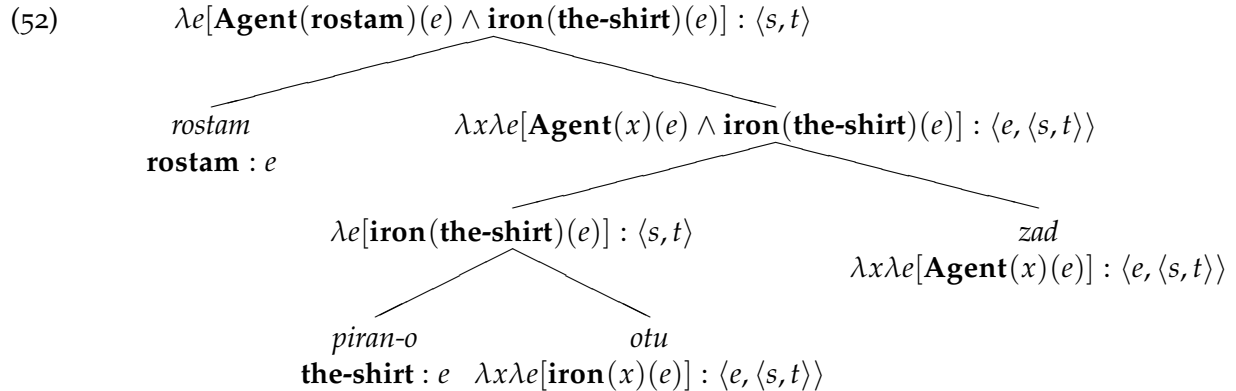 (52) λe[Agent(rostam)(e) ∧ iron(the-shirt)(e)] : ⟨s, t⟩
rostam λxλe[Agent(x)(e) ∧ iron(the-shirt)(e)] : ⟨e, ⟨s, t⟩⟩
rostam : e
λe[iron(the-shirt)(e)] : ⟨s, t⟩ zad
λxλe[Agent(x)(e)] : ⟨e, ⟨s, t⟩⟩
piran-o otu
the-shirt : e λxλe[iron(x)(e)] : ⟨e, ⟨s, t⟩⟩